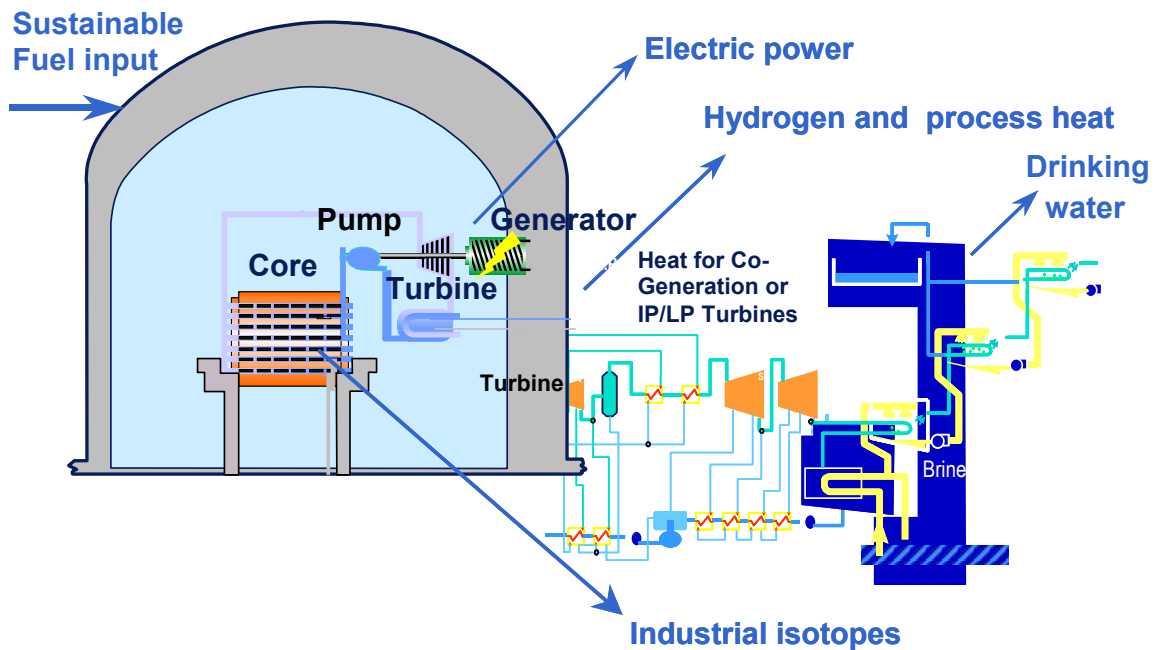 Sustainable
Fuel input
Electric power
Hydrogen and process heat
Drinking
water
Pump
Generator
Core
Turbine
Heat for Co-
Generation or
IP/LP Turbines
Turbine
Brine
Industrial isotopes